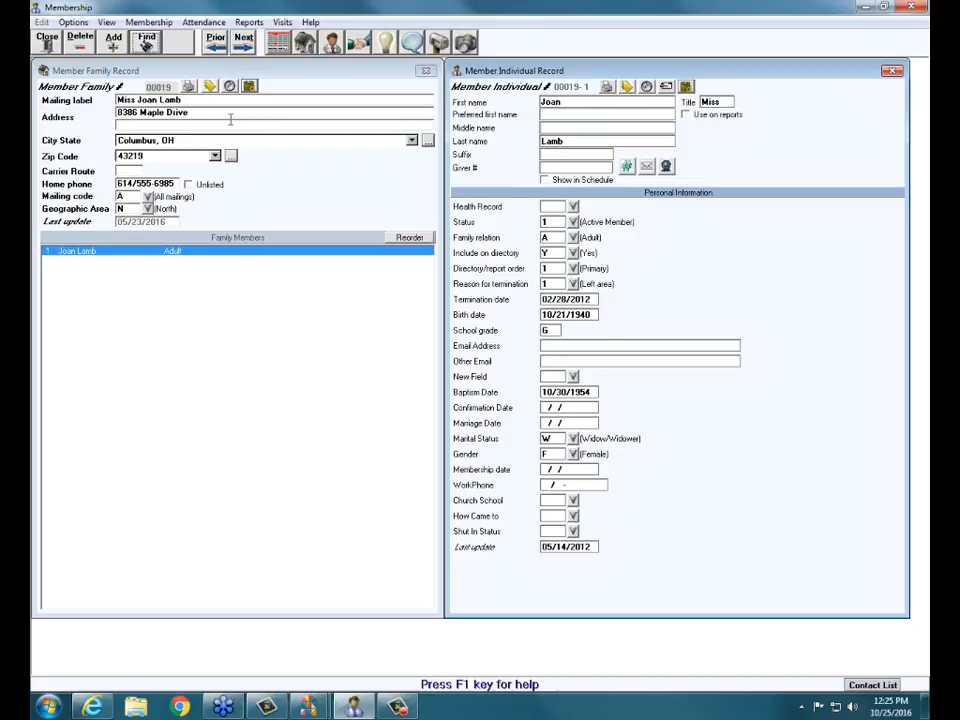 Membership
Edit Options View Membership Attendance Reports Visits Help
Close Delete Add Find Prior Next
Member Family Record
Member Family # 00019
Mailing label Miss Joan Lamb
Address 8386 Maple Drive
City State Columbus, OH
Zip Code 43219
Carrier Route
Home phone 614/555-6985 Unlisted
Mailing code A (All mailings)
Geographic Area N (North)
Last update 05/23/2016
Family Members Reorder
1 Joan Lamb Adult
Member Individual Record
Member Individual # 00019- 1
First name Joan Title Miss
Preferred first name Use on reports
Middle name
Last name Lamb
Suffix
Giver #
Show in Schedule
Personal Information
Health Record
Status 1 (Active Member)
Family relation A (Adult)
Include on directory Y (Yes)
Directory/report order 1 (Primary)
Reason for termination 1 (Left area)
Termination date 02/28/2012
Birth date 10/21/1940
School grade G
Email Address
Other Email
New Field
Baptism Date 10/30/1954
Confirmation Date / /
Marriage Date / /
Marital Status W (Widow/Widower)
Gender F (Female)
Membership date / /
WorkPhone / -
Church School
How Came to
Shut In Status
Last update 05/14/2012
Press F1 key for help
Contact List
12:25 PM
10/25/2016